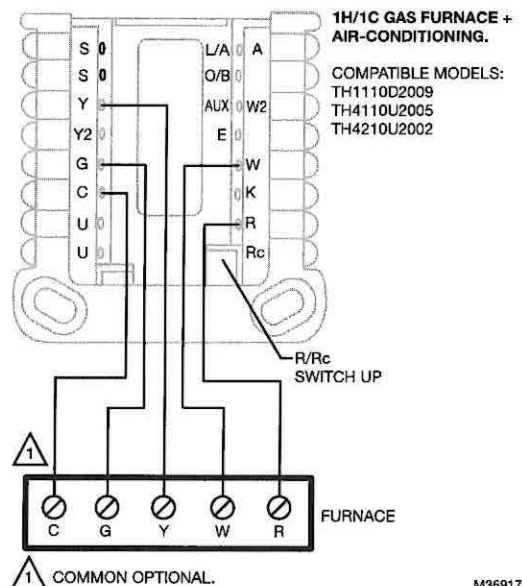 1H/1C GAS FURNACE +
AIR-CONDITIONING.
COMPATIBLE MODELS:
TH1110D2009
TH4110U2005
TH4210U2002
S
S
Y
Y2
G
C
U
U
L/A A
O/B
AUX W2
E
W
K
R
Rc
R/Rc
SWITCH UP
1
C G Y W R
FURNACE
1 COMMON OPTIONAL.
M36917